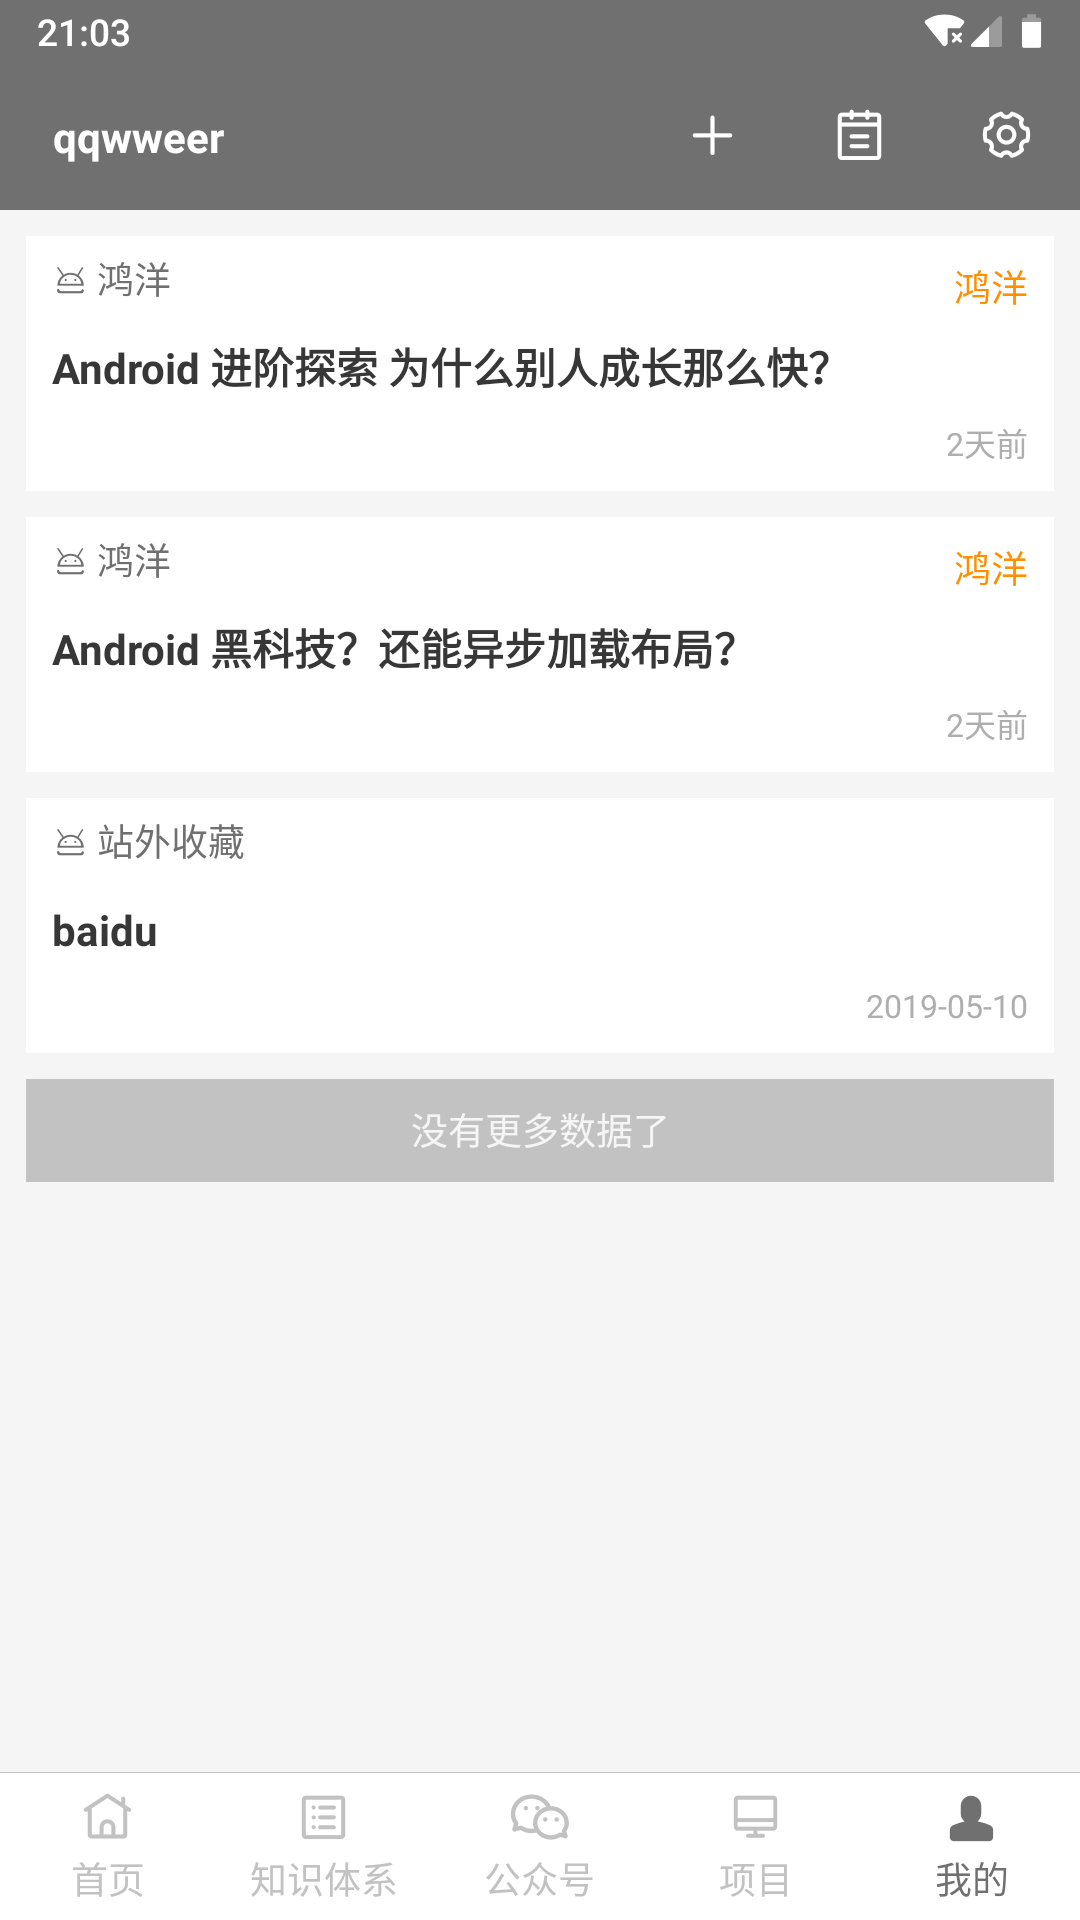 21:03
qqwweer
鸿洋
鸿洋
Android 进阶探索 为什么别人成长那么快?
2天前
鸿洋
鸿洋
Android 黑科技? 还能异步加载布局?
2天前
站外收藏
baidu
2019-05-10
没有更多数据了
首页
知识体系
公众号
项目
我的